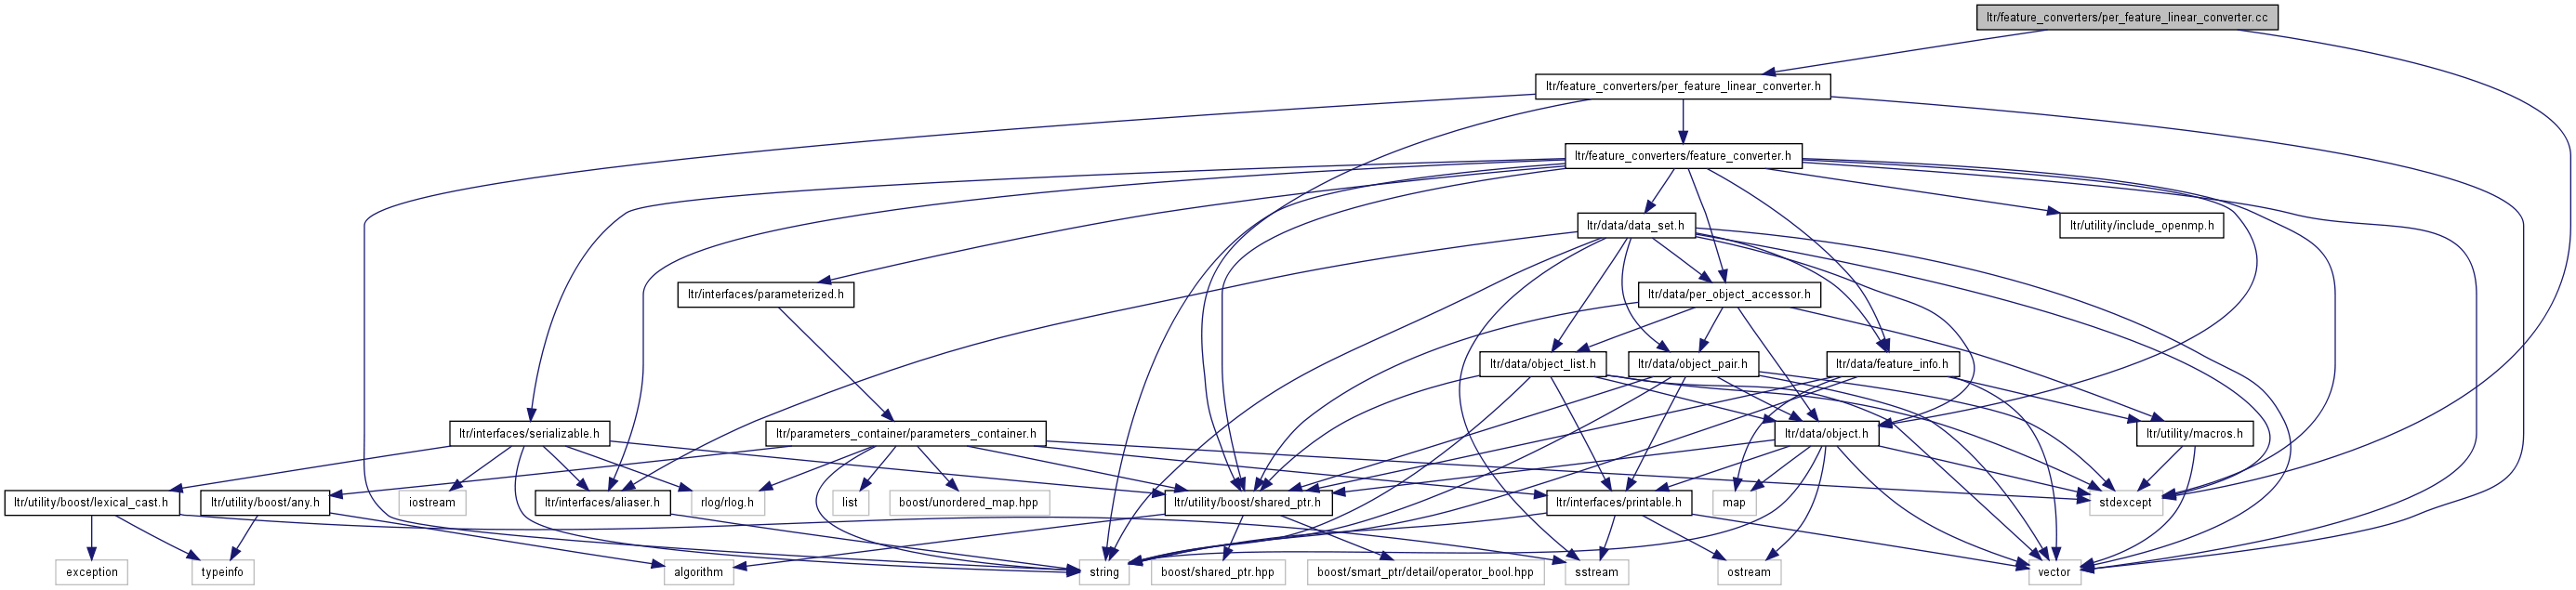 ltr/feature_converters/per_feature_linear_converter.cc
ltr/feature_converters/per_feature_linear_converter.h
ltr/feature_converters/feature_converter.h
ltr/data/data_set.h
ltr/utility/include_openmp.h
ltr/interfaces/parameterized.h
ltr/data/per_object_accessor.h
ltr/data/object_list.h
ltr/data/object_pair.h
ltr/data/feature_info.h
ltr/interfaces/serializable.h
ltr/parameters_container/parameters_container.h
ltr/data/object.h
ltr/utility/macros.h
ltr/utility/boost/lexical_cast.h
ltr/utility/boost/any.h
iostream
ltr/interfaces/aliaser.h
rlog/rlog.h
list
boost/unordered_map.hpp
ltr/utility/boost/shared_ptr.h
ltr/interfaces/printable.h
map
stdexcept
exception
typeinfo
algorithm
string
boost/shared_ptr.hpp
boost/smart_ptr/detail/operator_bool.hpp
sstream
ostream
vector